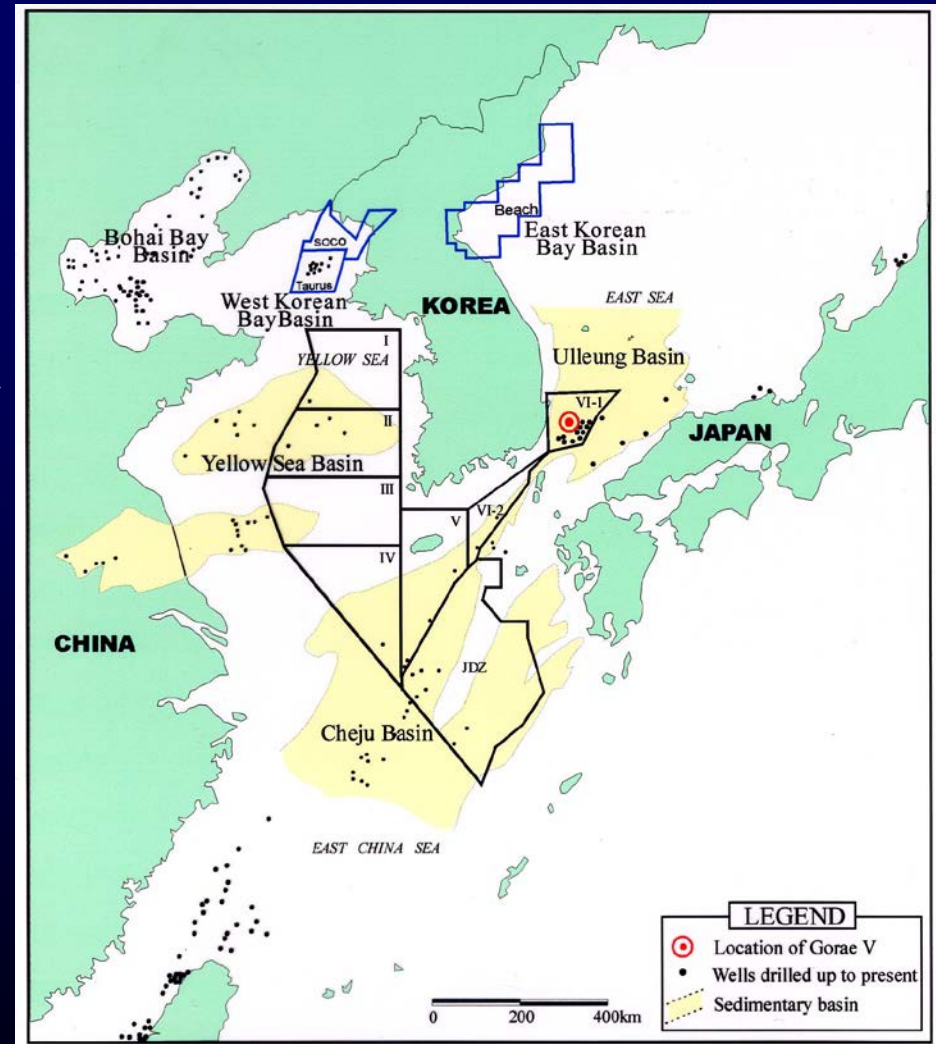 Bohai Bay
Basin
SOCO
Taurus
West Korean
BayBasin
Beach
East Korean
Bay Basin
KOREA
EAST SEA
YELLOW SEA
I
Ulleung Basin
VI-1
II
JAPAN
Yellow Sea Basin
III
V
VI-2
IV
CHINA
JDZ
Cheju Basin
EAST CHINA SEA
LEGEND
Location of Gorae V
Wells drilled up to present
Sedimentary basin
0 200 400km